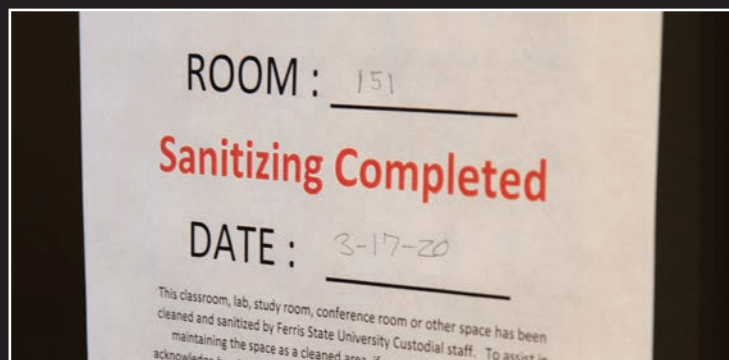 ROOM : 151
Sanitizing Completed
DATE : 3-17-20
This classroom, lab, study room, conference room or other space has been
cleaned and sanitized by Ferris State University Custodial staff. To assist in
maintaining the space as a cleaned area, if
acknowledge